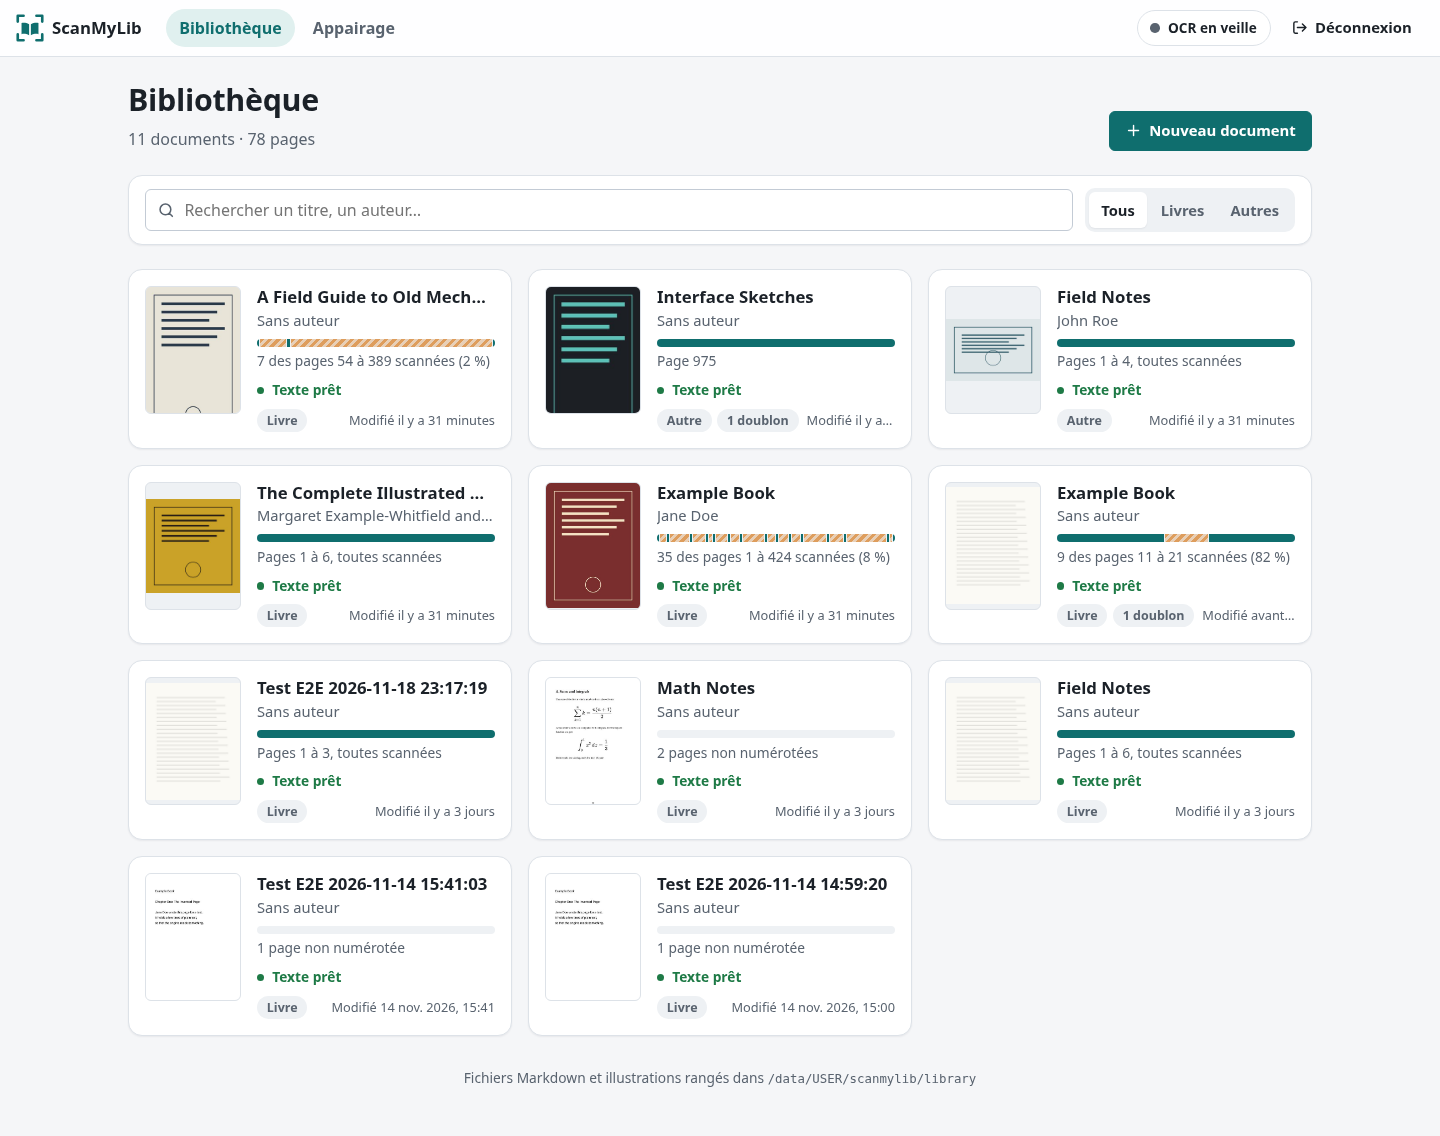 ScanMyLib
Bibliothèque
Appairage
OCR en veille
Déconnexion
Bibliothèque
11 documents · 78 pages
Nouveau document
Rechercher un titre, un auteur...
Tous
Livres
Autres
A Field Guide to Old Mech...
Sans auteur
7 des pages 54 à 389 scannées (2 %)
Texte prêt
Livre
Modifié il y a 31 minutes
Interface Sketches
Sans auteur
Page 975
Texte prêt
Autre
1 doublon
Modifié il y a...
Field Notes
John Roe
Pages 1 à 4, toutes scannées
Texte prêt
Autre
Modifié il y a 31 minutes
The Complete Illustrated ...
Margaret Example-Whitfield and...
Pages 1 à 6, toutes scannées
Texte prêt
Livre
Modifié il y a 31 minutes
Example Book
Jane Doe
35 des pages 1 à 424 scannées (8 %)
Texte prêt
Livre
Modifié il y a 31 minutes
Example Book
Sans auteur
9 des pages 11 à 21 scannées (82 %)
Texte prêt
Livre
1 doublon
Modifié avant...
Test E2E 2026-11-18 23:17:19
Sans auteur
Pages 1 à 3, toutes scannées
Texte prêt
Livre
Modifié il y a 3 jours
Math Notes
Sans auteur
2 pages non numérotées
Texte prêt
Livre
Modifié il y a 3 jours
Field Notes
Sans auteur
Pages 1 à 6, toutes scannées
Texte prêt
Livre
Modifié il y a 3 jours
Test E2E 2026-11-14 15:41:03
Sans auteur
1 page non numérotée
Texte prêt
Livre
Modifié 14 nov. 2026, 15:41
Test E2E 2026-11-14 14:59:20
Sans auteur
1 page non numérotée
Texte prêt
Livre
Modifié 14 nov. 2026, 15:00
Fichiers Markdown et illustrations rangés dans /data/USER/scanmylib/library